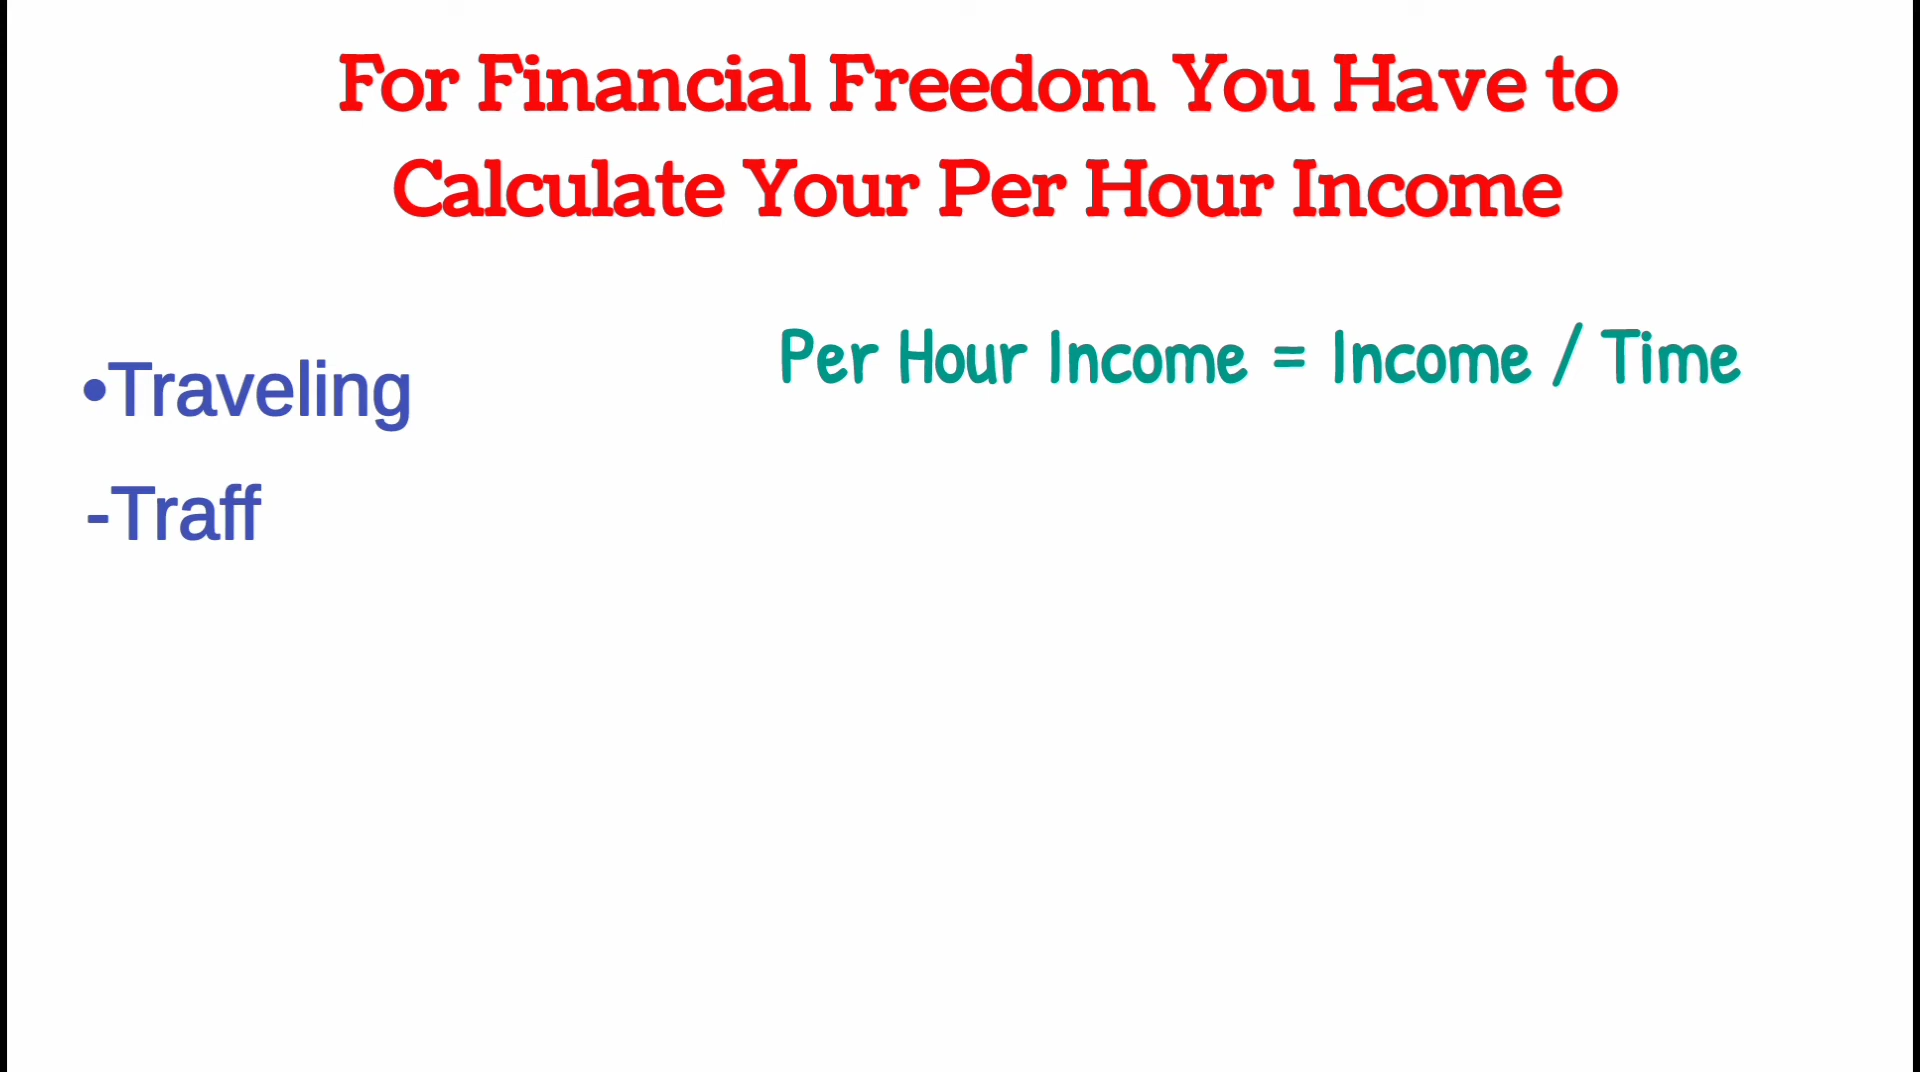 For Financial Freedom You Have to
Calculate Your Per Hour Income
Per Hour Income = Income / Time
•Traveling
-Traff